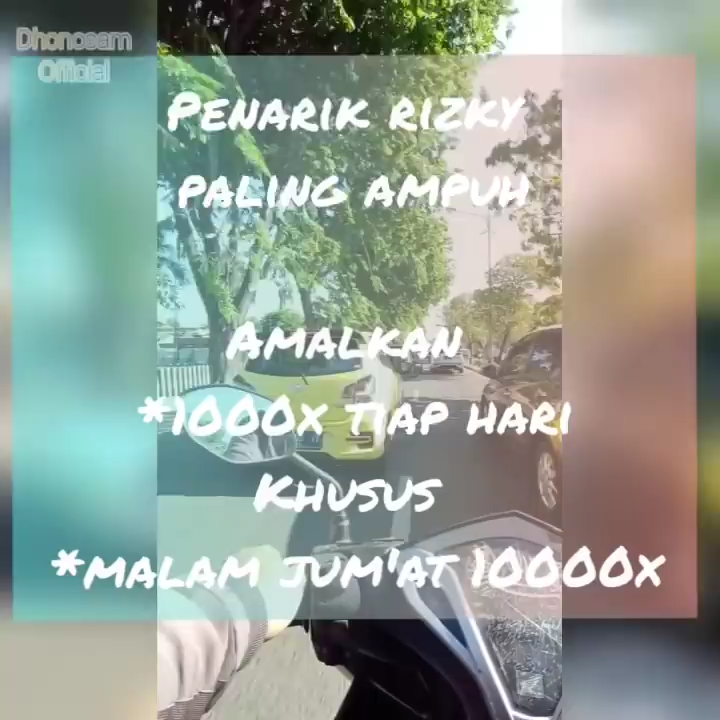 Dhonosam
Official
Penarik rizky
paling ampuh
Amalkan
*1000x tiap hari
Khusus
*malam jum'at 10000x